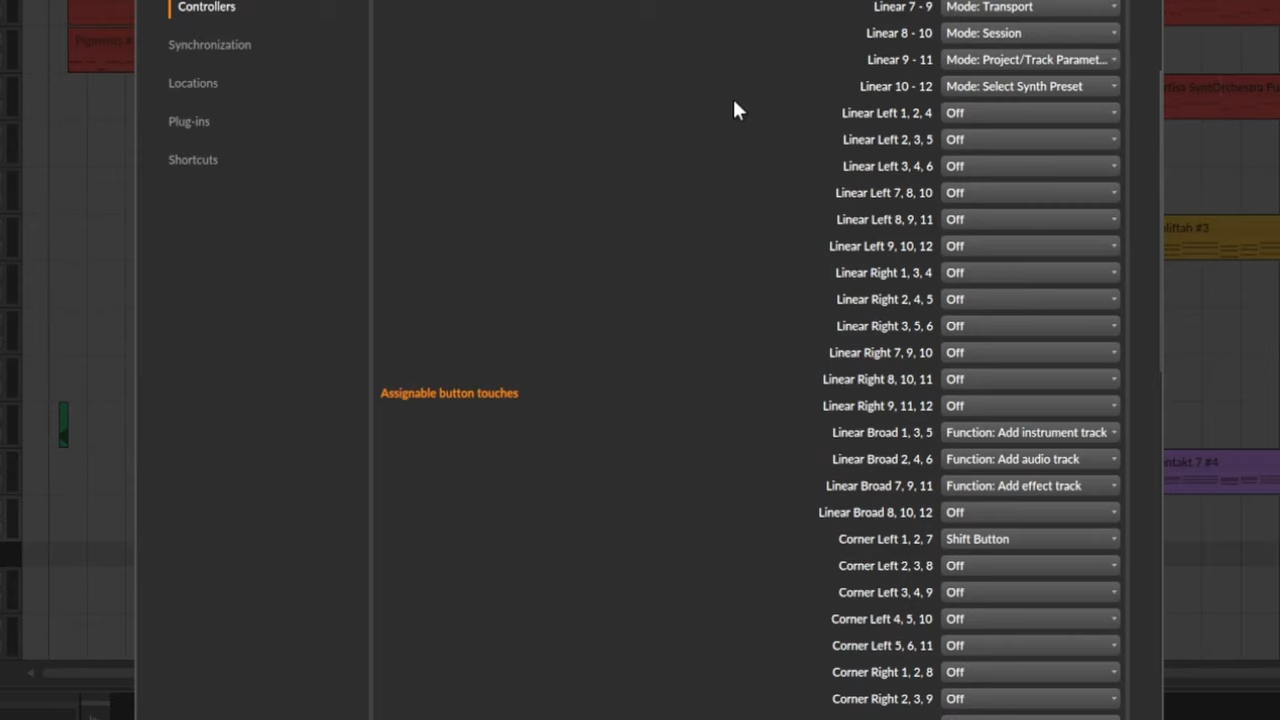 Controllers
Synchronization
Locations
Plug-ins
Shortcuts
Assignable button touches
Linear 7 - 9 Mode: Transport
Linear 8 - 10 Mode: Session
Linear 9 - 11 Mode: Project/Track Paramet...
Linear 10 - 12 Mode: Select Synth Preset
Linear Left 1, 2, 4 Off
Linear Left 2, 3, 5 Off
Linear Left 3, 4, 6 Off
Linear Left 7, 8, 10 Off
Linear Left 8, 9, 11 Off
Linear Left 9, 10, 12 Off
Linear Right 1, 3, 4 Off
Linear Right 2, 4, 5 Off
Linear Right 3, 5, 6 Off
Linear Right 7, 9, 10 Off
Linear Right 8, 10, 11 Off
Linear Right 9, 11, 12 Off
Linear Broad 1, 3, 5 Function: Add instrument track
Linear Broad 2, 4, 6 Function: Add audio track
Linear Broad 7, 9, 11 Function: Add effect track
Linear Broad 8, 10, 12 Off
Corner Left 1, 2, 7 Shift Button
Corner Left 2, 3, 8 Off
Corner Left 3, 4, 9 Off
Corner Left 4, 5, 10 Off
Corner Left 5, 6, 11 Off
Corner Right 1, 2, 8 Off
Corner Right 2, 3, 9 Off
Pigments #
rtisa SyntOrchestra Fu
oliftah #3
ntakt 7 #4